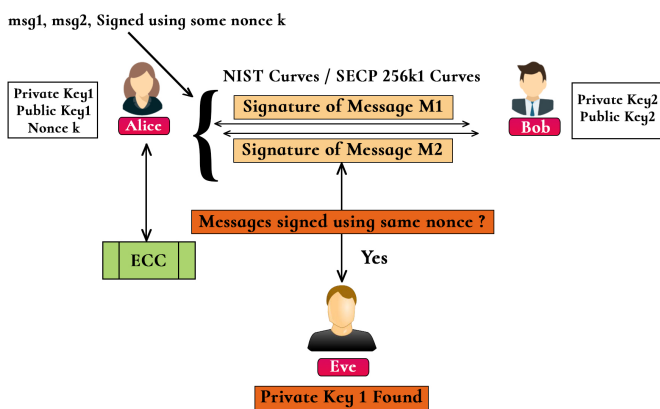 msg1, msg2, Signed using some nonce k
NIST Curves / SECP 256k1 Curves
Private Key1
Public Key1
Nonce k
Alice
Signature of Message M1
Signature of Message M2
Bob
Private Key2
Public Key2
Messages signed using same nonce ?
ECC
Yes
Eve
Private Key 1 Found